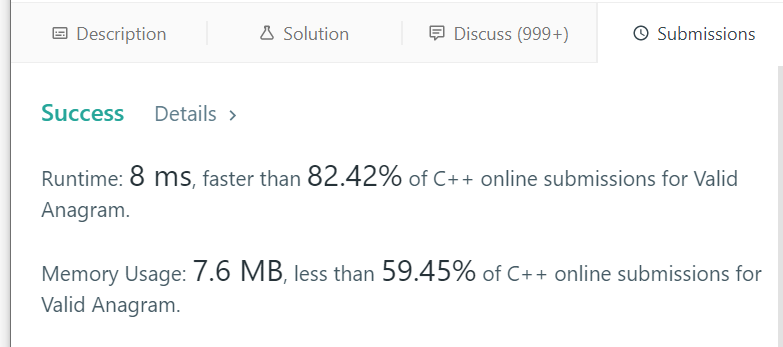 Description Solution Discuss (999+) Submissions
Success Details >
Runtime: 8 ms, faster than 82.42% of C++ online submissions for Valid
Anagram.
Memory Usage: 7.6 MB, less than 59.45% of C++ online submissions for
Valid Anagram.